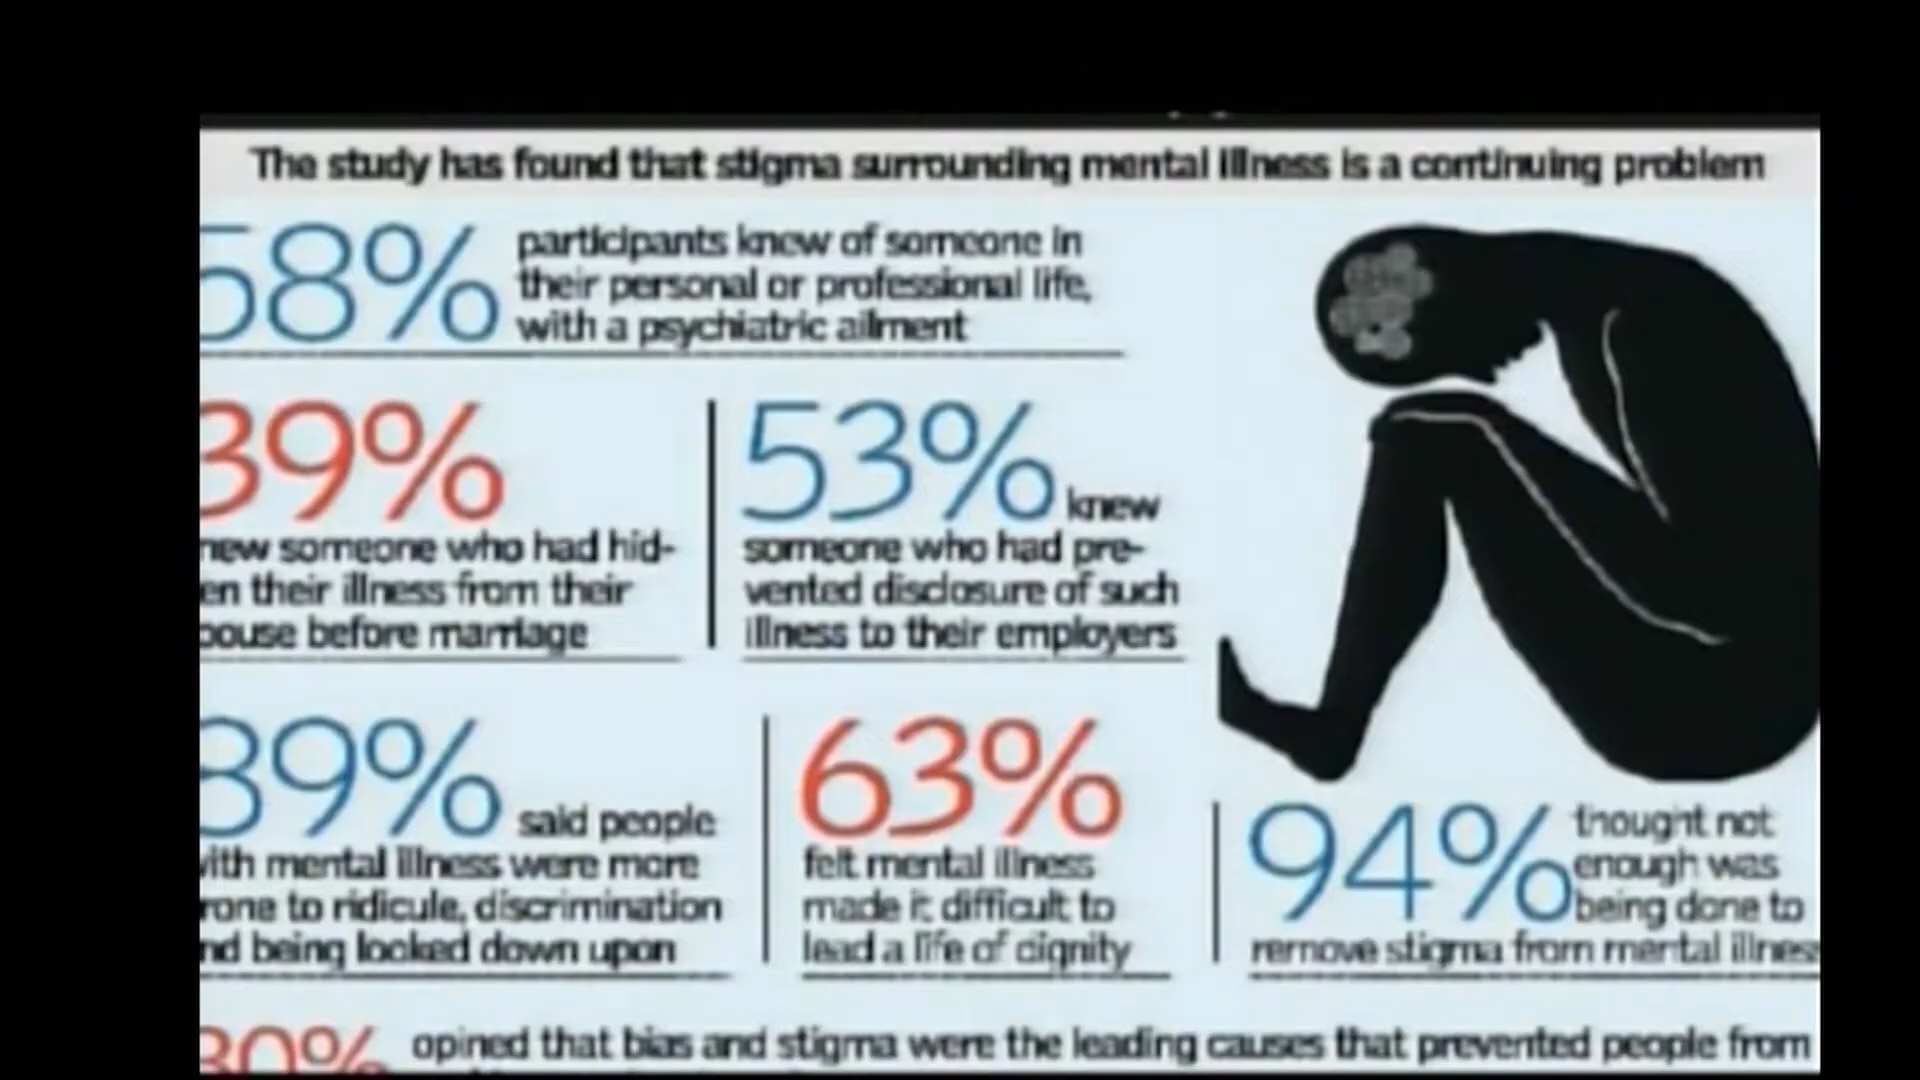 The study has found that stigma surrounding mental illness is a continuing problem
58% participants knew of someone in
their personal or professional life,
with a psychiatric ailment
39%
new someone who had hid-
en their illness from their
pouse before marriage
53% knew
someone who had pre-
vented disclosure of such
illness to their employers
89% said people
with mental illness were more
rone to ridicule, discrimination
nd being looked down upon
63%
felt mental illness
made it difficult to
lead a life of dignity
94% thought not
enough was
being done to
remove stigma from mental illness
80% opined that bias and stigma were the leading causes that prevented people from